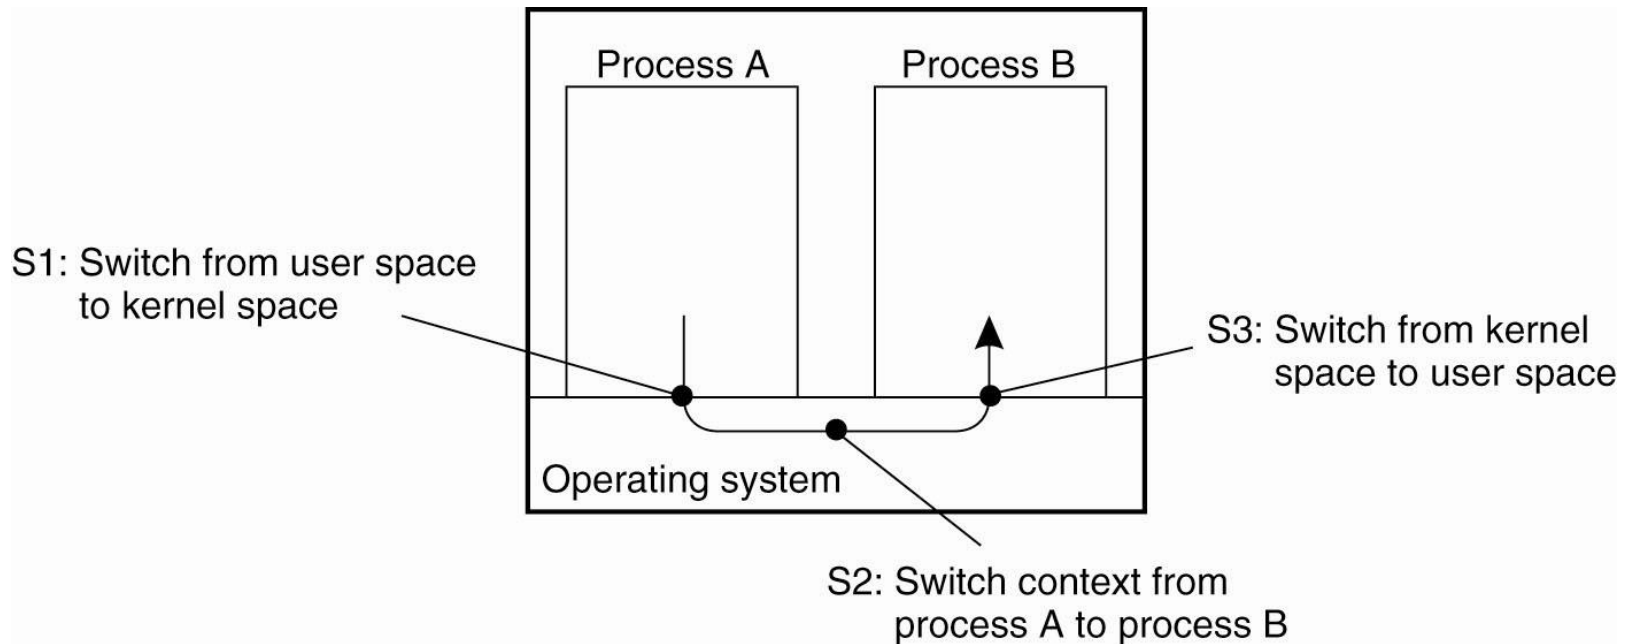 Process A
Process B
S1: Switch from user space
to kernel space
S3: Switch from kernel
space to user space
Operating system
S2: Switch context from
process A to process B